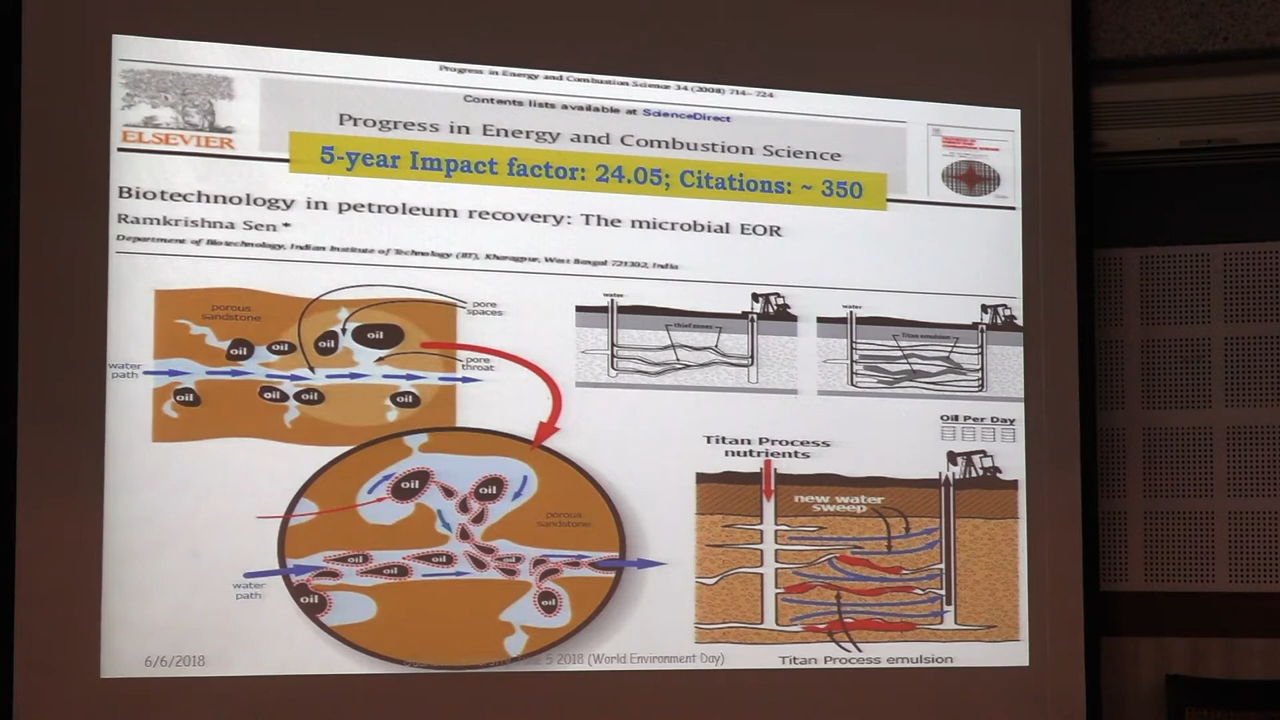 Progress in Energy and Combustion Science 34 (2008) 714–724
Contents lists available at ScienceDirect
Progress in Energy and Combustion Science
ELSEVIER
5-year Impact factor: 24.05; Citations: ~ 350
Biotechnology in petroleum recovery: The microbial EOR
Ramkrishna Sen *
Department of Biotechnology, Indian Institute of Technology (IIT), Kharagpur, West Bengal 721302, India
porous
sandstone
pore
spaces
oil
oil
oil
oil
pore
throat
water
path
oil
oil
oil
oil
water
thief zones
water
Titan emulsion
Oil Per Day
Titan Process
nutrients
new water
sweep
oil
oil
porous
sandstone
oil
oil
oil
oil
water
path
oil
oil
Titan Process emulsion
6/6/2018
5 2018 (World Environment Day)